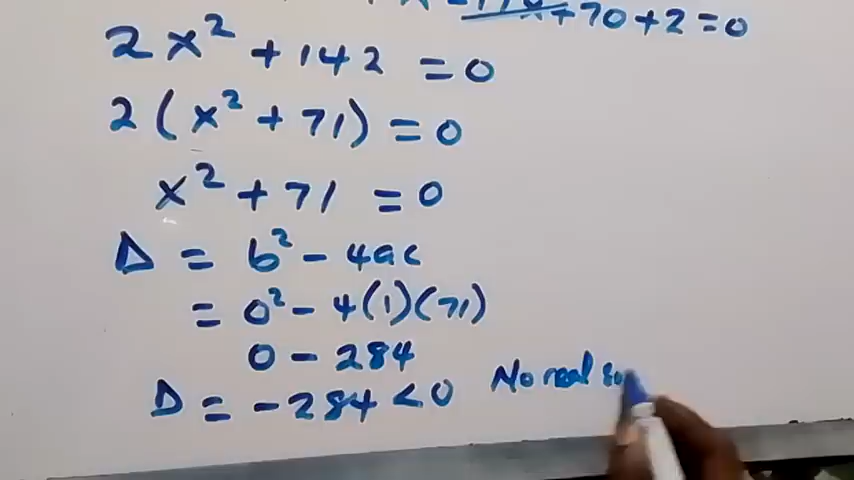 +70+2=0
2x² + 142 = 0
2(x² + 71) = 0
x² + 71 = 0
Δ = b² - 4ac
= 0² - 4(1)(71)
0 - 284
D = -284 < 0 No real